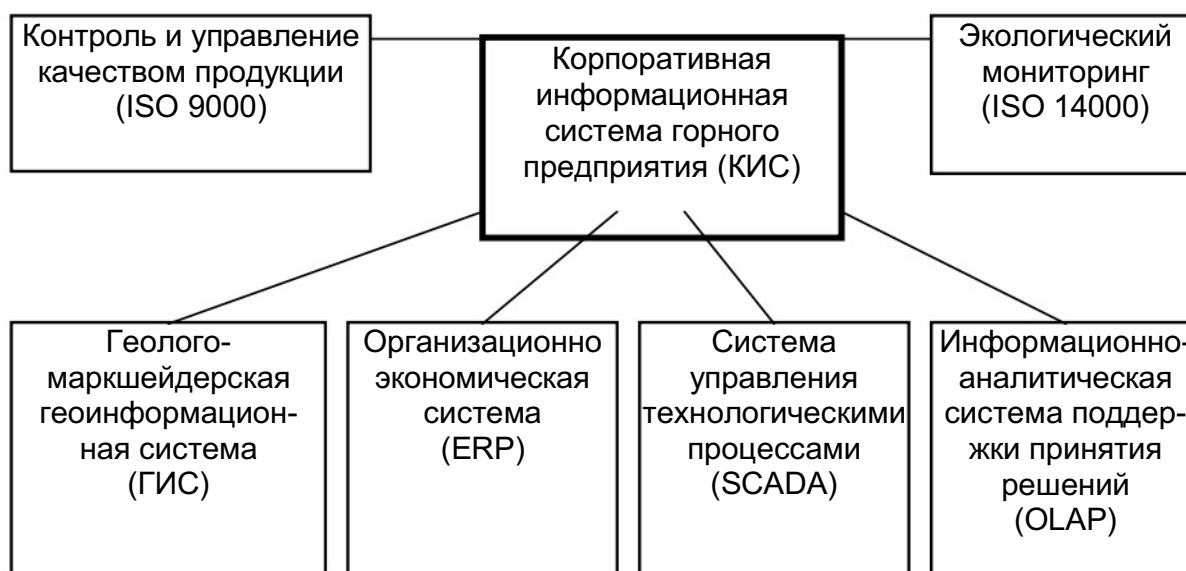 Контроль и управление
качеством продукции
(ISO 9000)
Корпоративная
информационная
система горного
предприятия (КИС)
Экологический
мониторинг
(ISO 14000)
Геолого-
маркшейдерская
геоинформацион-
ная система
(ГИС)
Организационно
экономическая
система
(ERP)
Система
управления
технологическими
процессами
(SCADA)
Информационно-
аналитическая
система поддер-
жки принятия
решений
(OLAP)